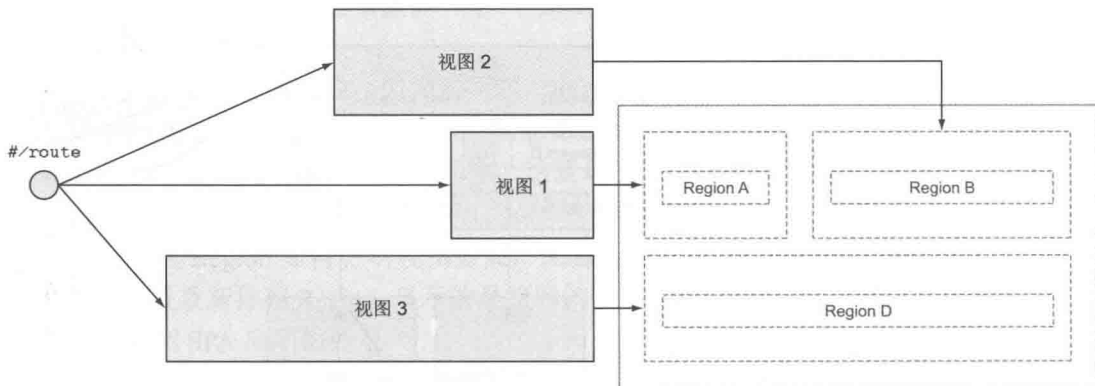 视图 2
#/route
视图 1
Region A
Region B
视图 3
Region D